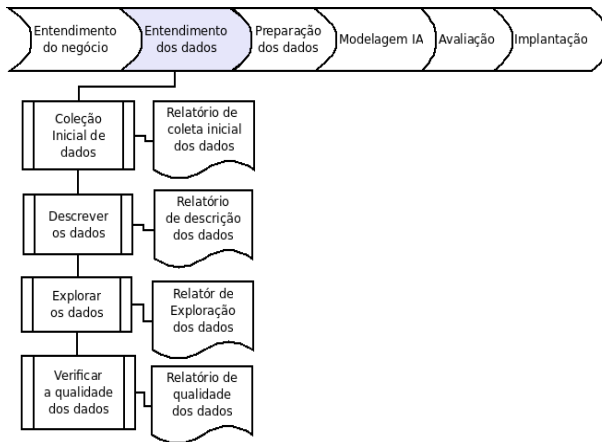 Entendimento
do negócio
Entendimento
dos dados
Preparação
dos dados
Modelagem IA
Avaliação
Implantação
Coleção
Inicial de
dados
Relatório de
coleta inicial
dos dados
Descrever
os dados
Relatório
de descrição
dos dados
Explorar
os dados
Relatór de
Exploração
dos dados
Verificar
a qualidade
dos dados
Relatório de
qualidade
dos dados